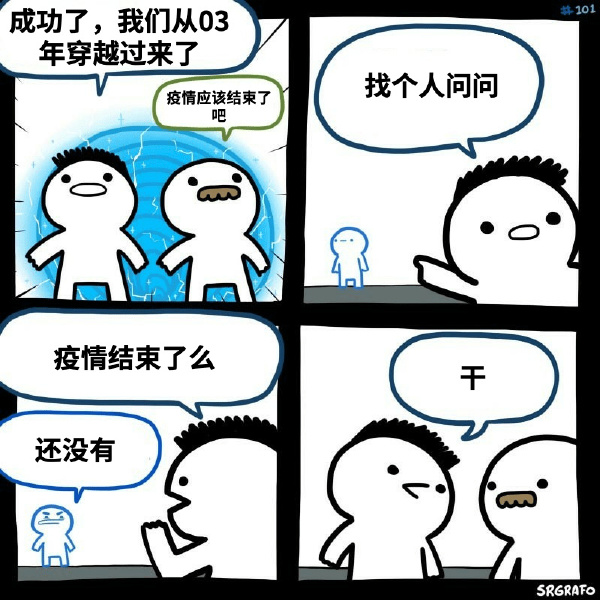 成功了，我们从03
年穿越过来了
疫情应该结束了
吧
#101
找个人问问
疫情结束了么
还没有
干
SRGRAFO